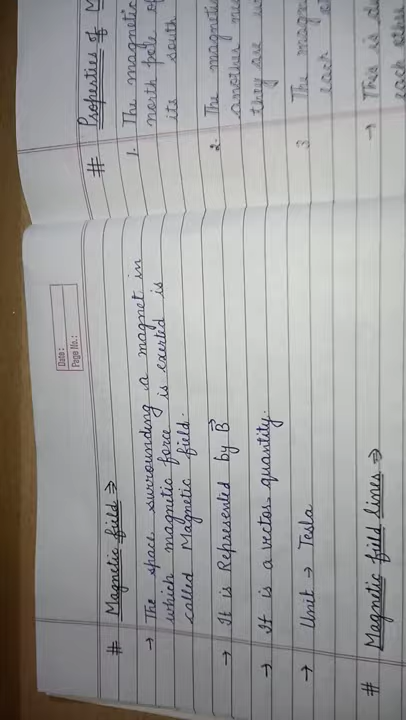 Date:
Page No.:
# Magnetic field ⇒
→ The space surrounding a magnet in
which magnetic force is exerted is
called Magnetic field.
→ It is Represented by B⃗
→ It is a vector quantity.
→ Unit → Tesla
# Magnetic field lines ⇒
# Properties of M
1. The magnetic
north pole of
its south
2. The magnetic
another
they are
3 The magn
each
→ This is
each other